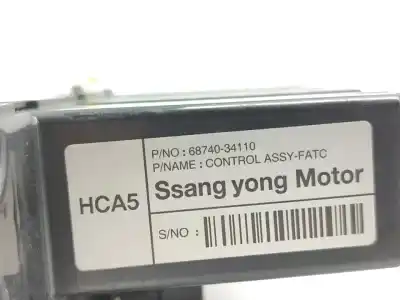 P/NO : 68740-34110
P/NAME : CONTROL ASSY-FATC
HCA5
Ssang yong Motor
S/NO :